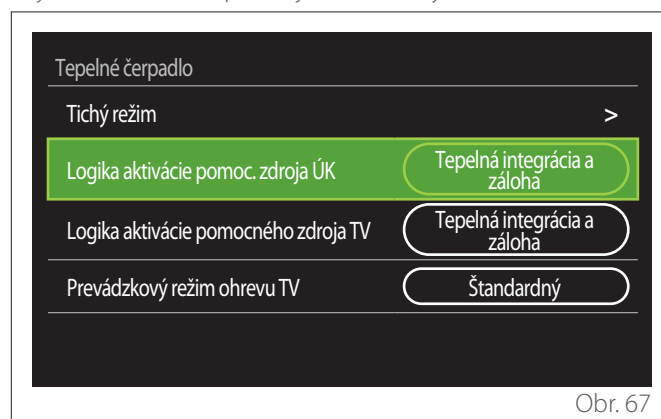 Tepelné čerpadlo
Tichý režim >
Logika aktivácie pomoc. zdroja ÚK
Tepelná integrácia a
záloha
Logika aktivácie pomocného zdroja TV
Tepelná integrácia a
záloha
Prevádzkový režim ohrevu TV
Štandardný
Obr. 67